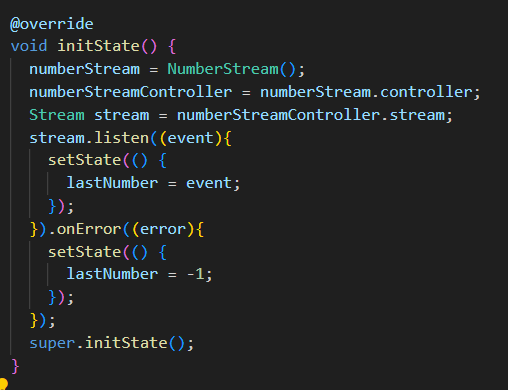 @override
void initState() {
  numberStream = NumberStream();
  numberStreamController = numberStream.controller;
  Stream stream = numberStreamController.stream;
  stream.listen((event){
    setState(() {
      lastNumber = event;
    });
  }).onError((error){
    setState(() {
      lastNumber = -1;
    });
  });
  super.initState();
}